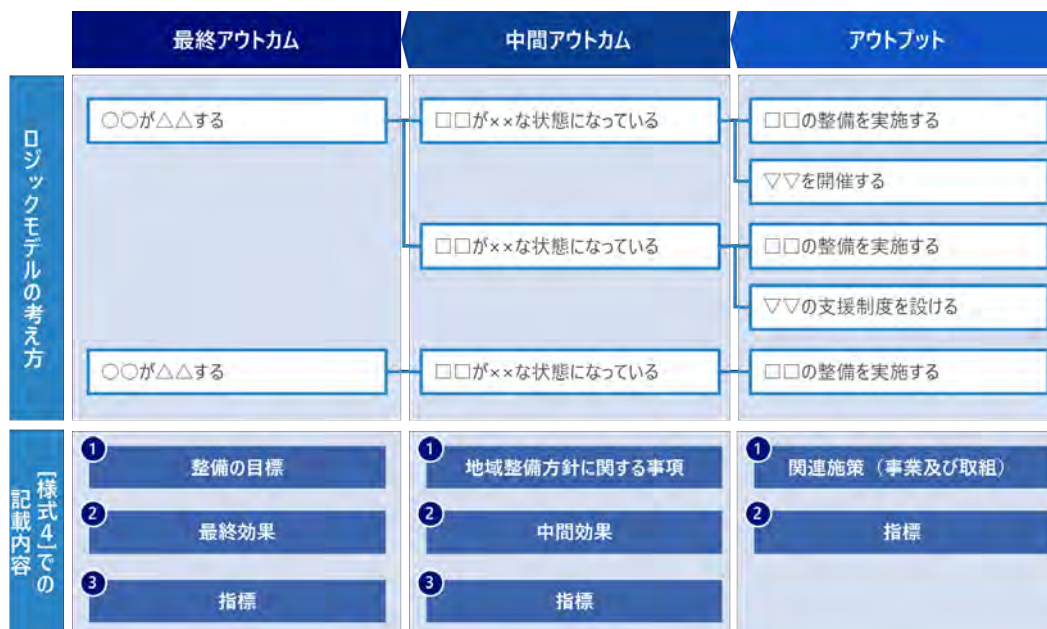 最終アウトカム
中間アウトカム
アウトプット
ロジックモデルの考え方
○○が△△する
□□が××な状態になっている
□□の整備を実施する
▽▽を開催する
□□が××な状態になっている
□□の整備を実施する
▽▽の支援制度を設ける
○○が△△する
□□が××な状態になっている
□□の整備を実施する
［様式４］での
記載内容
1 整備の目標
1 地域整備方針に関する事項
1 関連施策（事業及び取組）
2 最終効果
2 中間効果
2 指標
3 指標
3 指標